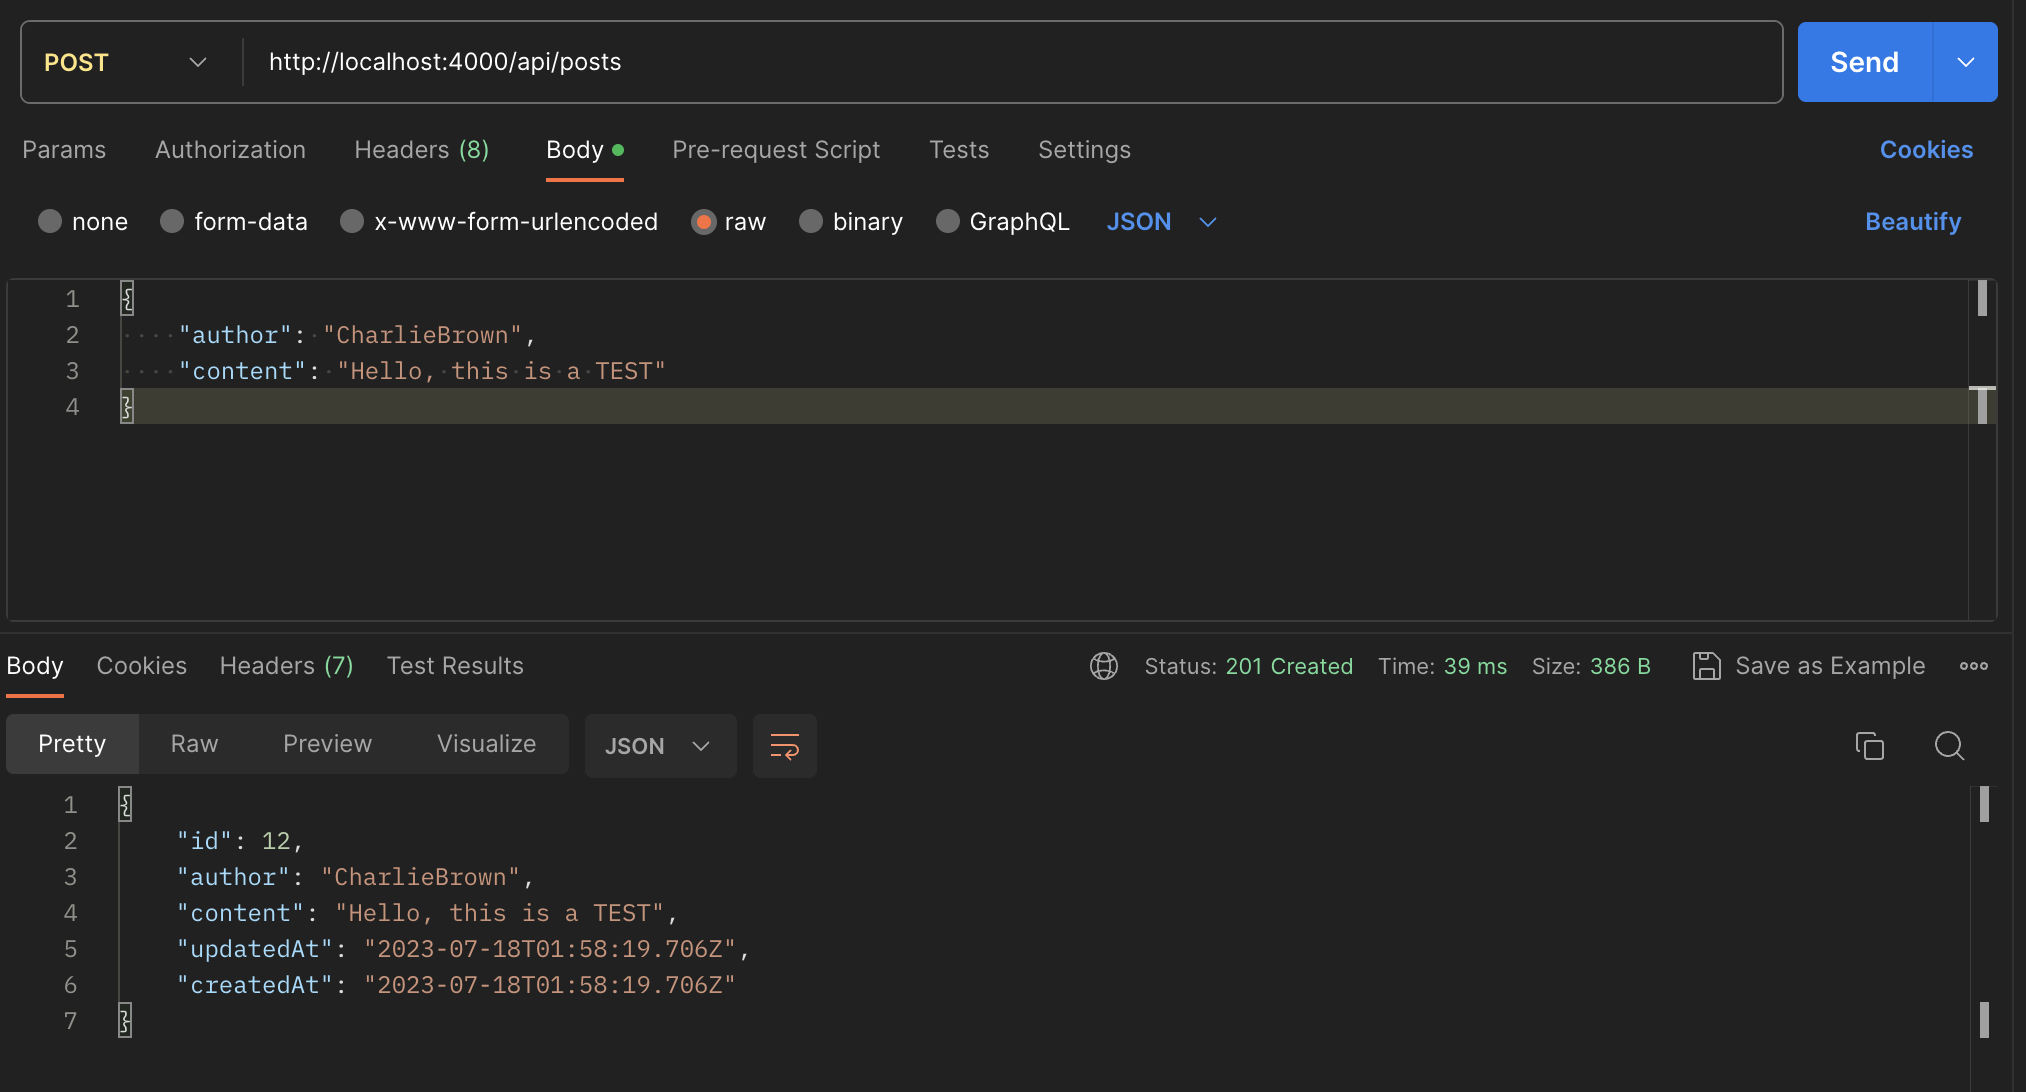 POST http://localhost:4000/api/posts Send
Params Authorization Headers (8) Body Pre-request Script Tests Settings Cookies
none form-data x-www-form-urlencoded raw binary GraphQL JSON Beautify
1 {
2 "author": "CharlieBrown",
3 "content": "Hello, this is a TEST"
4 }
Body Cookies Headers (7) Test Results Status: 201 Created Time: 39 ms Size: 386 B Save as Example
Pretty Raw Preview Visualize JSON
1 {
2 "id": 12,
3 "author": "CharlieBrown",
4 "content": "Hello, this is a TEST",
5 "updatedAt": "2023-07-18T01:58:19.706Z",
6 "createdAt": "2023-07-18T01:58:19.706Z"
7 }